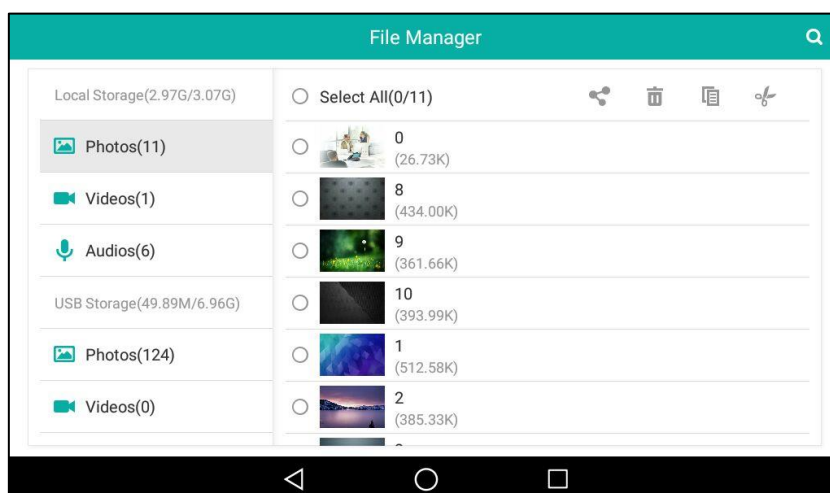 File Manager
Local Storage(2.97G/3.07G)
Photos(11)
Videos(1)
Audios(6)
USB Storage(49.89M/6.96G)
Photos(124)
Videos(0)
Select All(0/11)
0
(26.73K)
8
(434.00K)
9
(361.66K)
10
(393.99K)
1
(512.58K)
2
(385.33K)